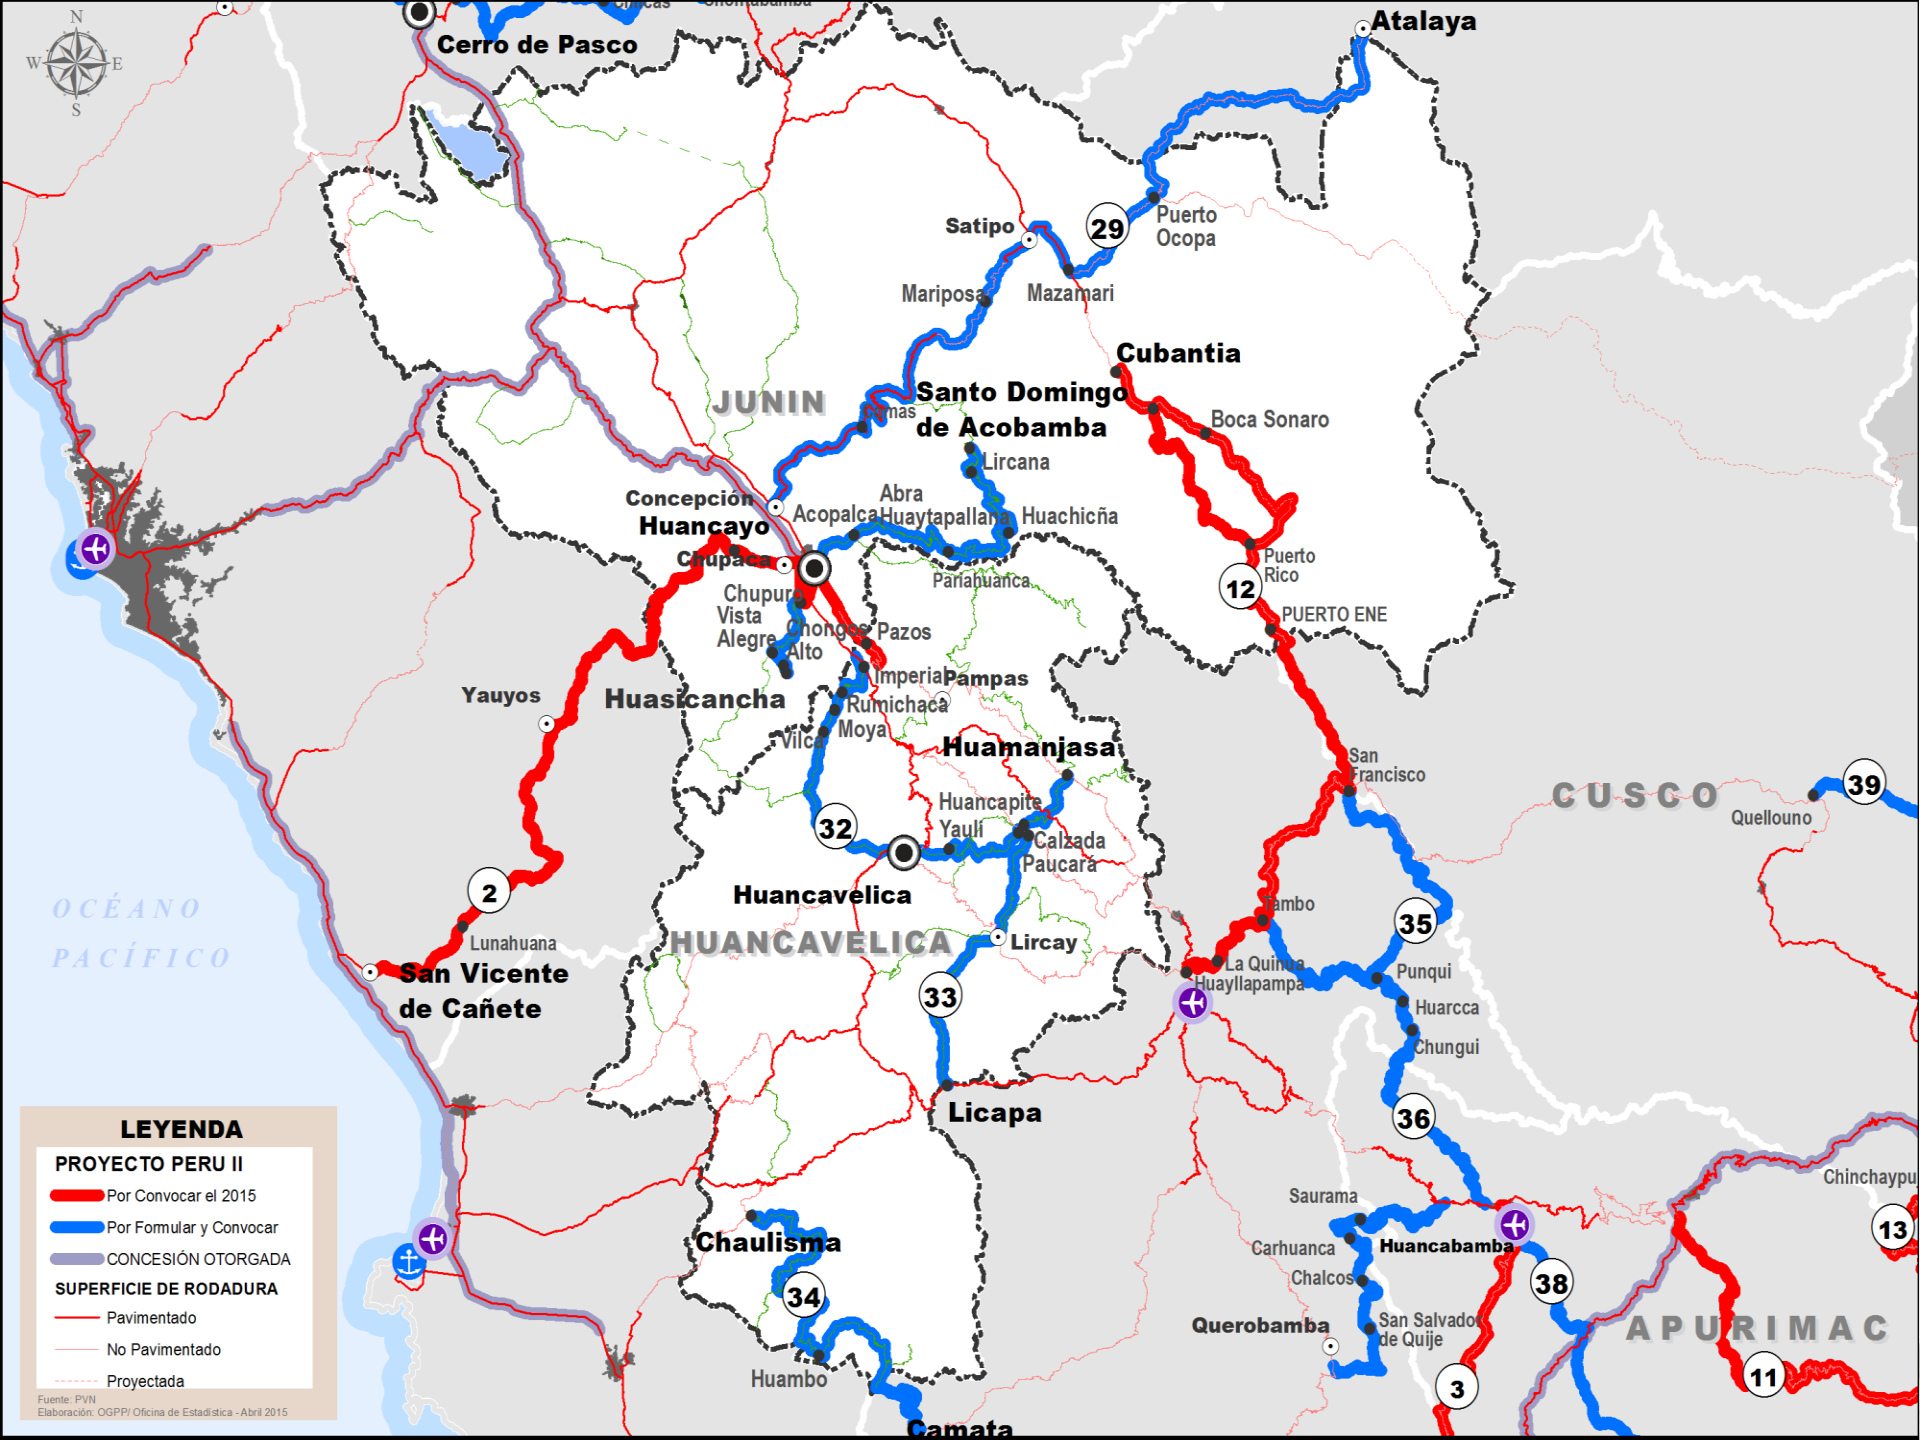 Chicas
Atalaya
N
W
E
S
Cerro de Pasco
Satipo
29
Puerto
Ocopa
Mariposa
Mazamari
Cubantia
Santo Domingo
de Acobamba
JUNIN
Comas
Boca Sonaro
Lircana
Concepción
Abra
Huaytapallana
Acopalca
Huachicña
Huancayo
Chupaca
Puerto
Rico
Pariahuanca
12
Chupuro
Vista
Alegre
Chongos
Alto
Pazos
PUERTO ENE
Imperial
Pampas
Yauyos
Huasicancha
Rumichaca
Moya
Vilca
Huamanjasa
San
Francisco
CUSCO
39
Quellouno
Huancapite
Yauli
32
Calzada
Paucara
2
Huancavelica
Tambo
OCÉANO
PACÍFICO
Lunahuana
HUANCAVELICA
Lircay
35
San Vicente
de Cañete
La Quinua
Huayllapampa
Punqui
33
Huarcca
Chungui
Licapa
36
LEYENDA
PROYECTO PERU II
Por Convocar el 2015
Por Formular y Convocar
CONCESIÓN OTORGADA
SUPERFICIE DE RODADURA
Pavimentado
No Pavimentado
Proyectada
Fuente: PVN
Elaboración: OGPP/ Oficina de Estadística - Abril 2015
Chinchaypu
Saurama
13
Chaulisma
Carhuanca
Huancabamba
Chalcos
38
34
Querobamba
San Salvador
de Quije
APURIMAC
Huambo
3
11
Camata